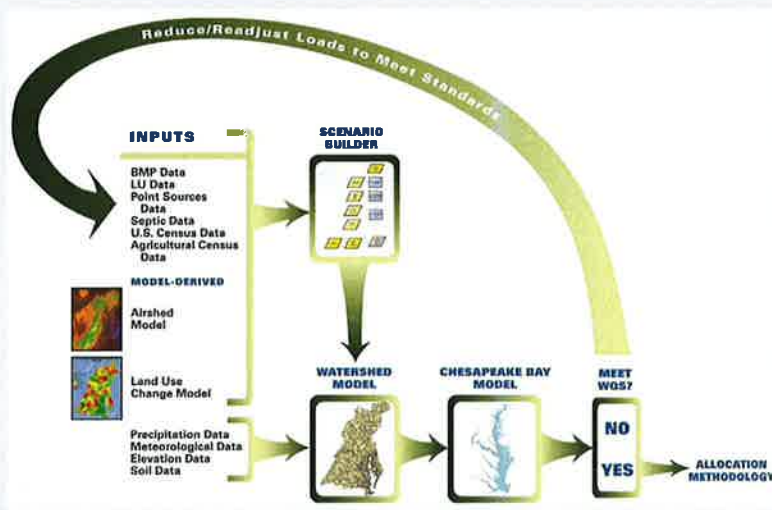 Reduce/Readjust Loads to Meet Standards
INPUTS
BMP Data
LU Data
Point Sources
Data
Septic Data
U.S. Census Data
Agricultural Census
Data
MODEL-DERIVED
Airshed
Model
Land Use
Change Model
Precipitation Data
Meteorological Data
Elevation Data
Soil Data
SCENARIO
BUILDER
WATERSHED
MODEL
CHESAPEAKE BAY
MODEL
MEET
WQS?
NO
YES
ALLOCATION
METHODOLOGY